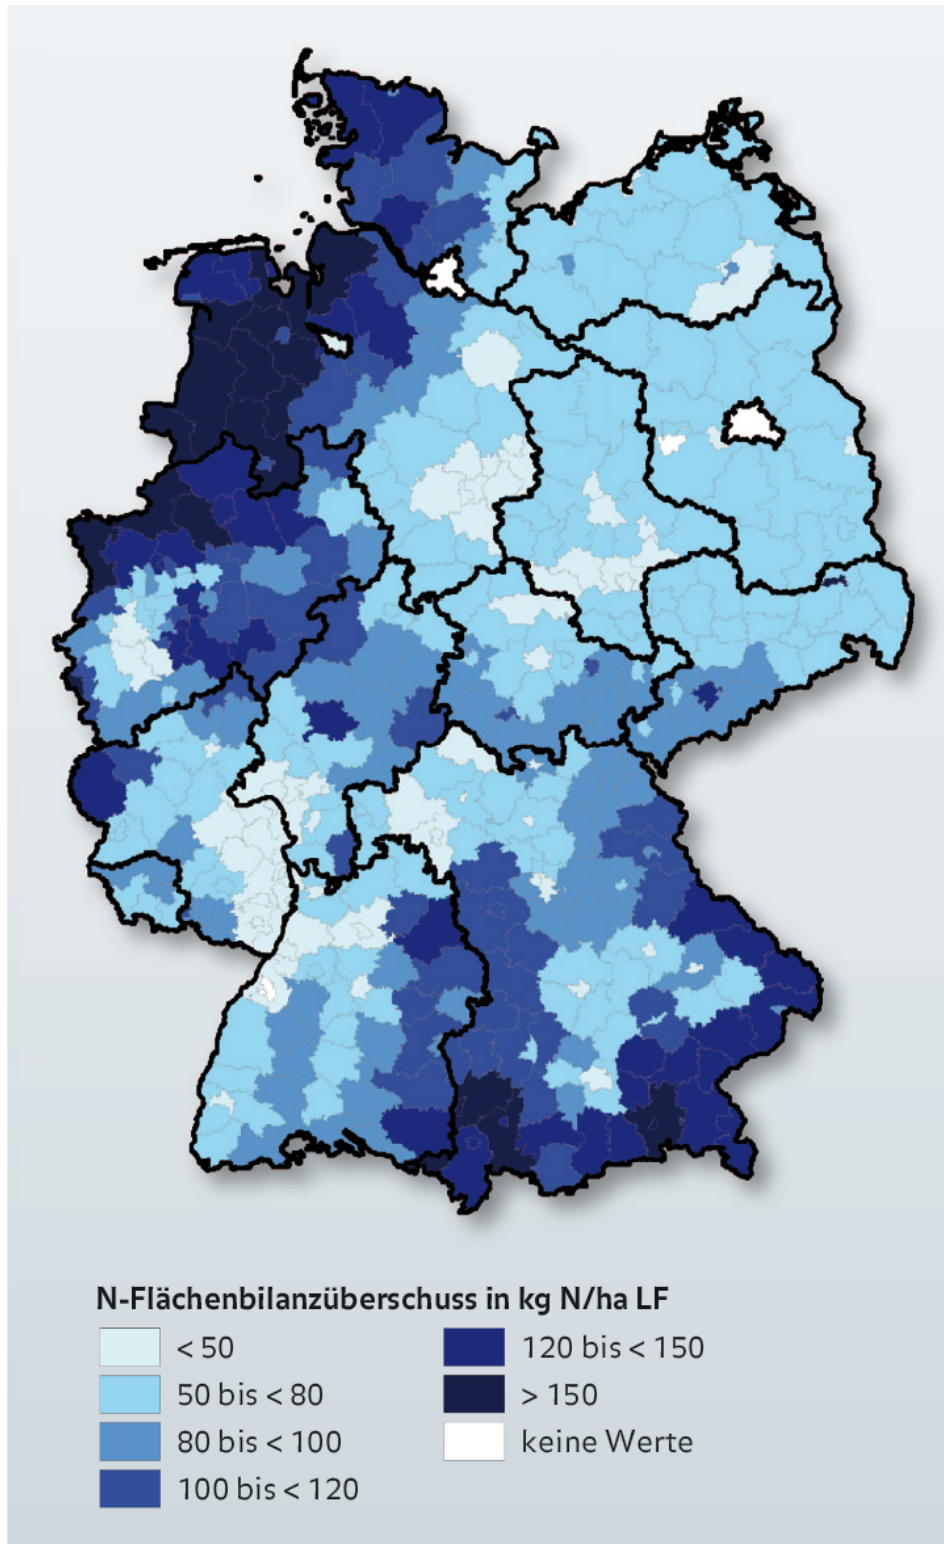 N-Flächenbilanzüberschuss in kg N/ha LF
< 50
50 bis < 80
80 bis < 100
100 bis < 120
120 bis < 150
> 150
keine Werte